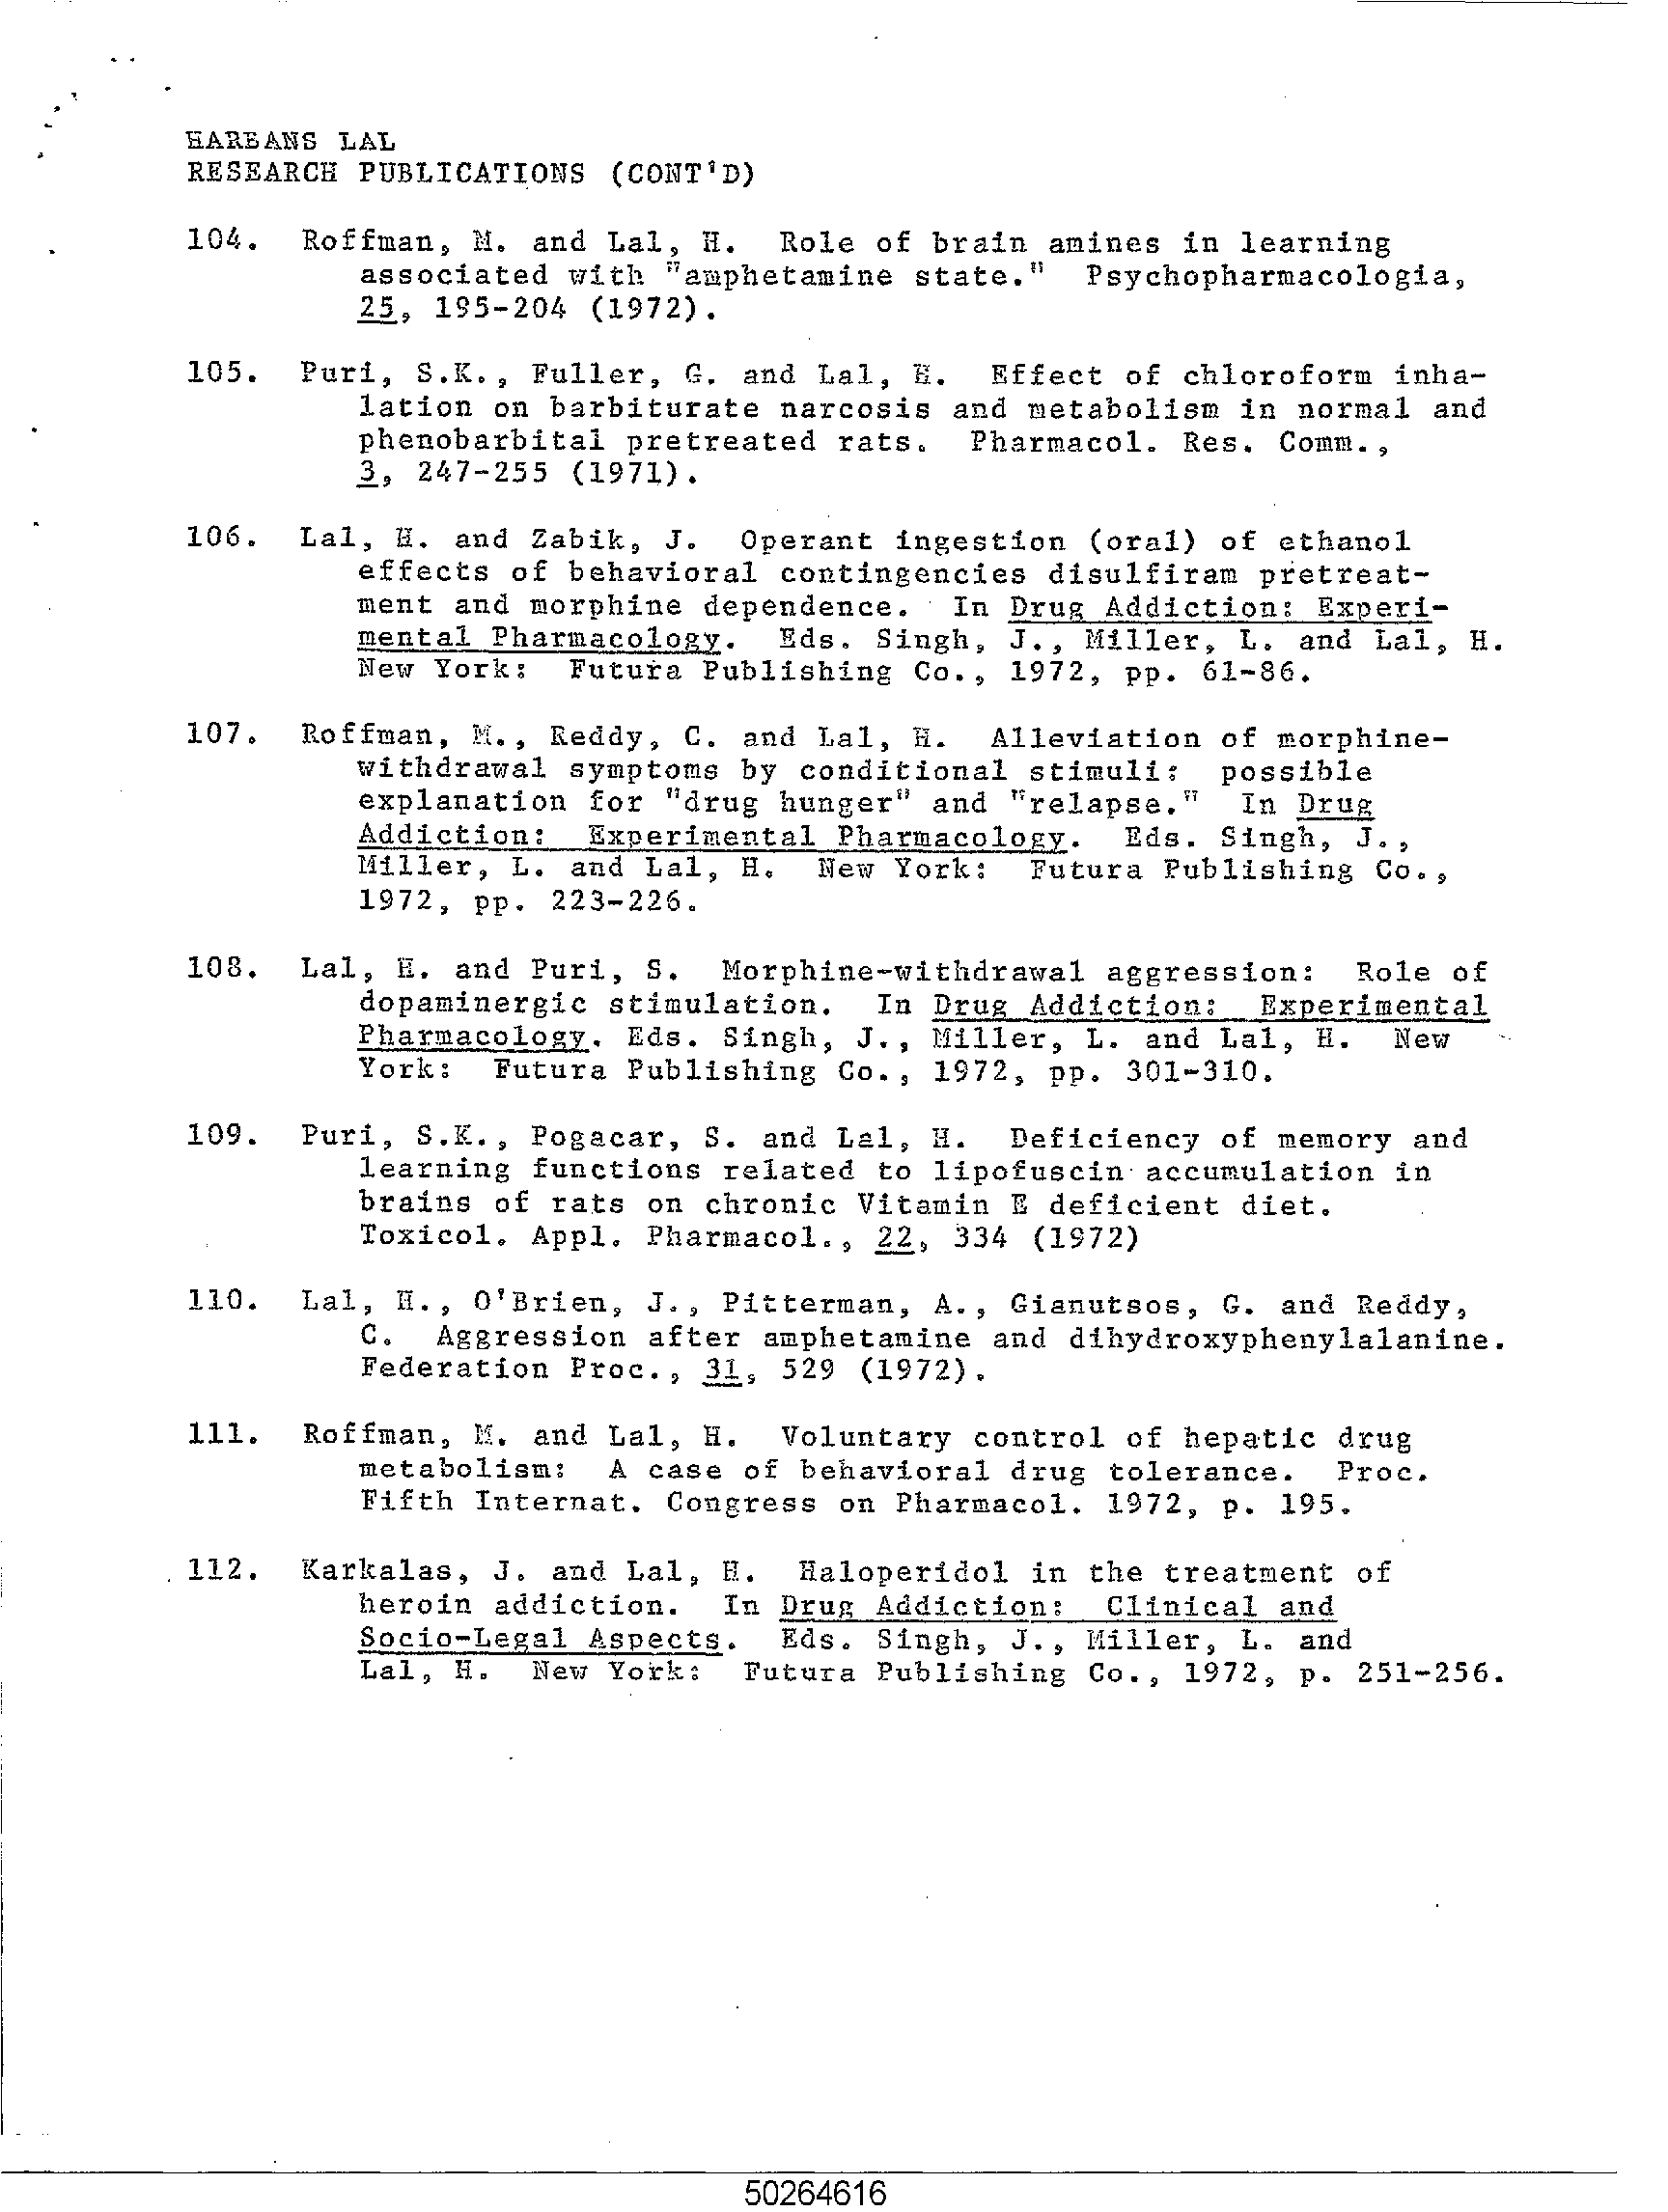 HARBANS LAL
RESEARCH PUBLICATIONS (CONT'D)
104. Roffman, M. and Lal, H. Role of brain amines in learning
associated with "amphetamine state." Psychopharmacologia,
25, 195-204 (1972).
105. Puri, S.K., Fuller, G. and Lal, H. Effect of chloroform inha-
lation on barbiturate narcosis and metabolism in normal and
phenobarbital pretreated rats. Pharmacol. Res. Comm.,
3, 247-255 (1971).
106. Lal, H. and Zabik, J. Operant ingestion (oral) of ethanol
effects of behavioral contingencies disulfiram pretreat-
ment and morphine dependence. In Drug Addiction: Experi-
mental Pharmacology. Eds. Singh, J., Miller, L. and Lal, H.
New York: Futura Publishing Co., 1972, pp. 61-86.
107. Roffman, M., Reddy, C. and Lal, H. Alleviation of morphine-
withdrawal symptoms by conditional stimuli: possible
explanation for "drug hunger" and "relapse." In Drug
Addiction: Experimental Pharmacology. Eds. Singh, J.,
Miller, L. and Lal, H. New York: Futura Publishing Co.,
1972, pp. 223-226.
108. Lal, H. and Puri, S. Morphine-withdrawal aggression: Role of
dopaminergic stimulation. In Drug Addiction: Experimental
Pharmacology. Eds. Singh, J., Miller, L. and Lal, H. New
York: Futura Publishing Co., 1972, pp. 301-310.
109. Puri, S.K., Pogacar, S. and Lal, H. Deficiency of memory and
learning functions related to lipofuscin accumulation in
brains of rats on chronic Vitamin E deficient diet.
Toxicol. Appl. Pharmacol., 22, 334 (1972)
110. Lal, H., O'Brien, J., Pitterman, A., Gianutsos, G. and Reddy,
C. Aggression after amphetamine and dihydroxyphenylalanine.
Federation Proc., 31, 529 (1972).
111. Roffman, M. and Lal, H. Voluntary control of hepatic drug
metabolism: A case of behavioral drug tolerance. Proc.
Fifth Internat. Congress on Pharmacol. 1972, p. 195.
112. Karkalas, J. and Lal, H. Haloperidol in the treatment of
heroin addiction. In Drug Addiction: Clinical and
Socio-Legal Aspects. Eds. Singh, J., Miller, L. and
Lal, H. New York: Futura Publishing Co., 1972, p. 251-256.
50264616